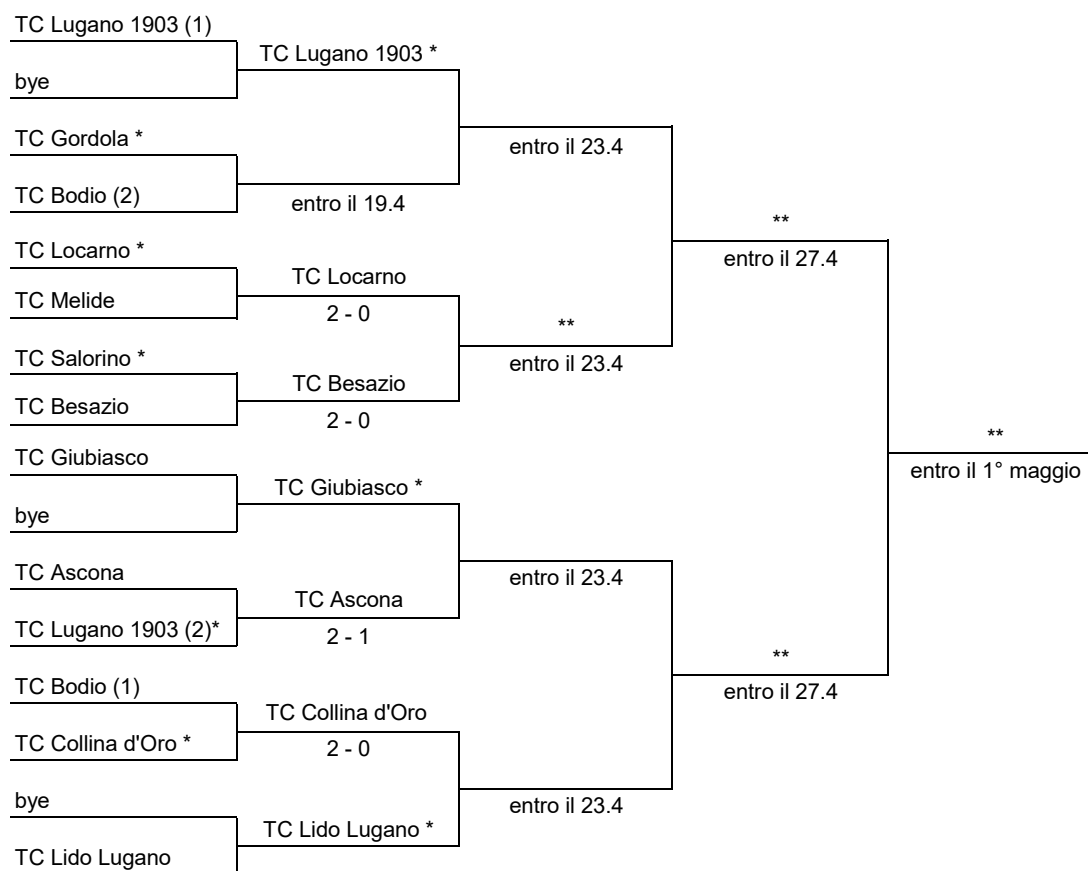 TC Lugano 1903 (1)
TC Lugano 1903 *
bye
TC Gordola *
entro il 23.4
TC Bodio (2)
entro il 19.4
**
TC Locarno *
entro il 27.4
TC Locarno
TC Melide
2 - 0
**
TC Salorino *
entro il 23.4
TC Besazio
TC Besazio
2 - 0
**
TC Giubiasco
entro il 1° maggio
TC Giubiasco *
bye
TC Ascona
entro il 23.4
TC Ascona
TC Lugano 1903 (2)*
2 - 1
**
TC Bodio (1)
entro il 27.4
TC Collina d'Oro
TC Collina d'Oro *
2 - 0
bye
entro il 23.4
TC Lido Lugano *
TC Lido Lugano